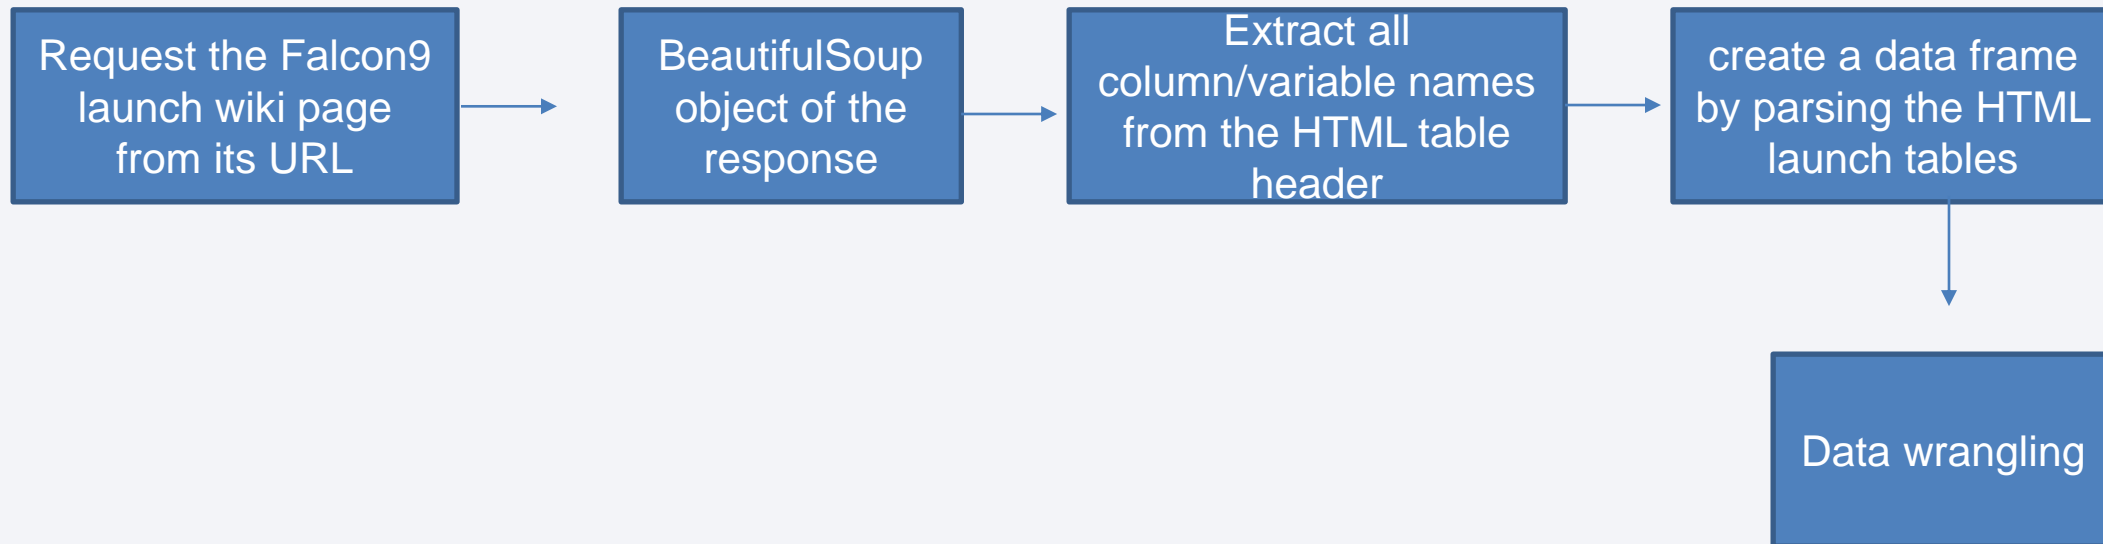 Request the Falcon9
launch wiki page
from its URL
BeautifulSoup
object of the
response
Extract all
column/variable names
from the HTML table
header
create a data frame
by parsing the HTML
launch tables
Data wrangling